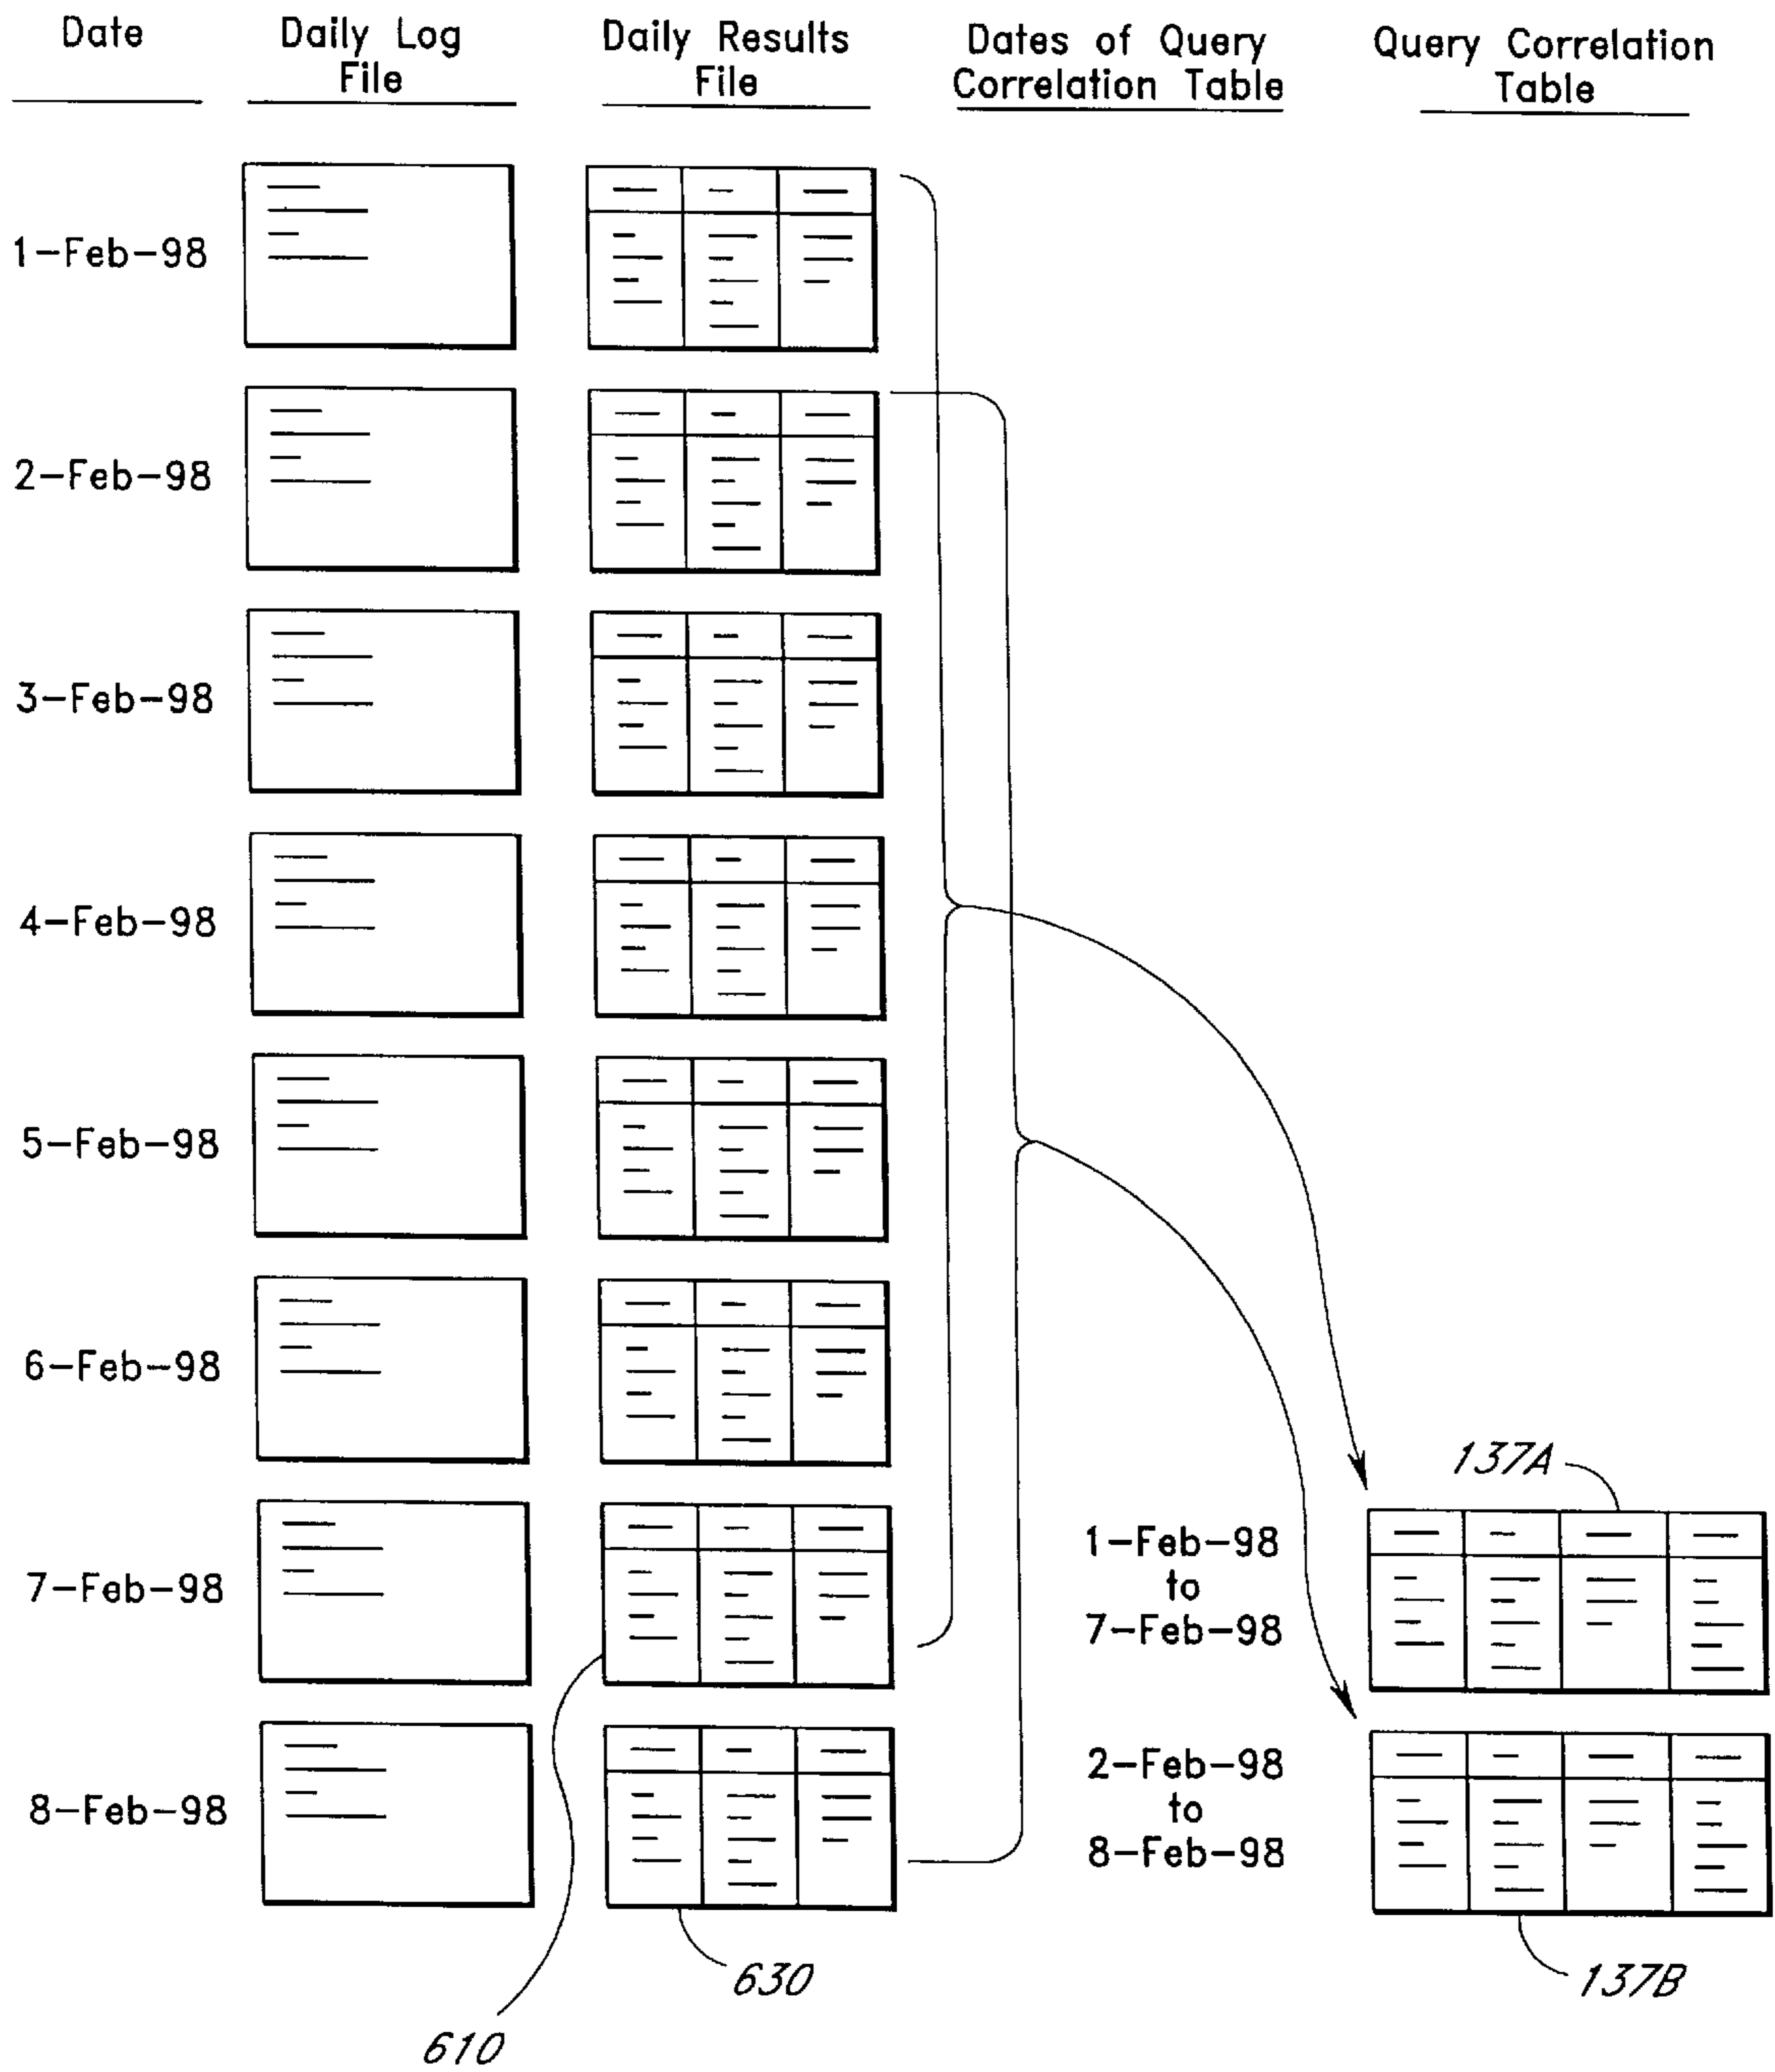 Date
Daily Log
File
Daily Results
File
Dates of Query
Correlation Table
Query Correlation
Table
1-Feb-98
2-Feb-98
3-Feb-98
4-Feb-98
5-Feb-98
6-Feb-98
7-Feb-98
8-Feb-98
137A
1-Feb-98
to
7-Feb-98
2-Feb-98
to
8-Feb-98
630
137B
610